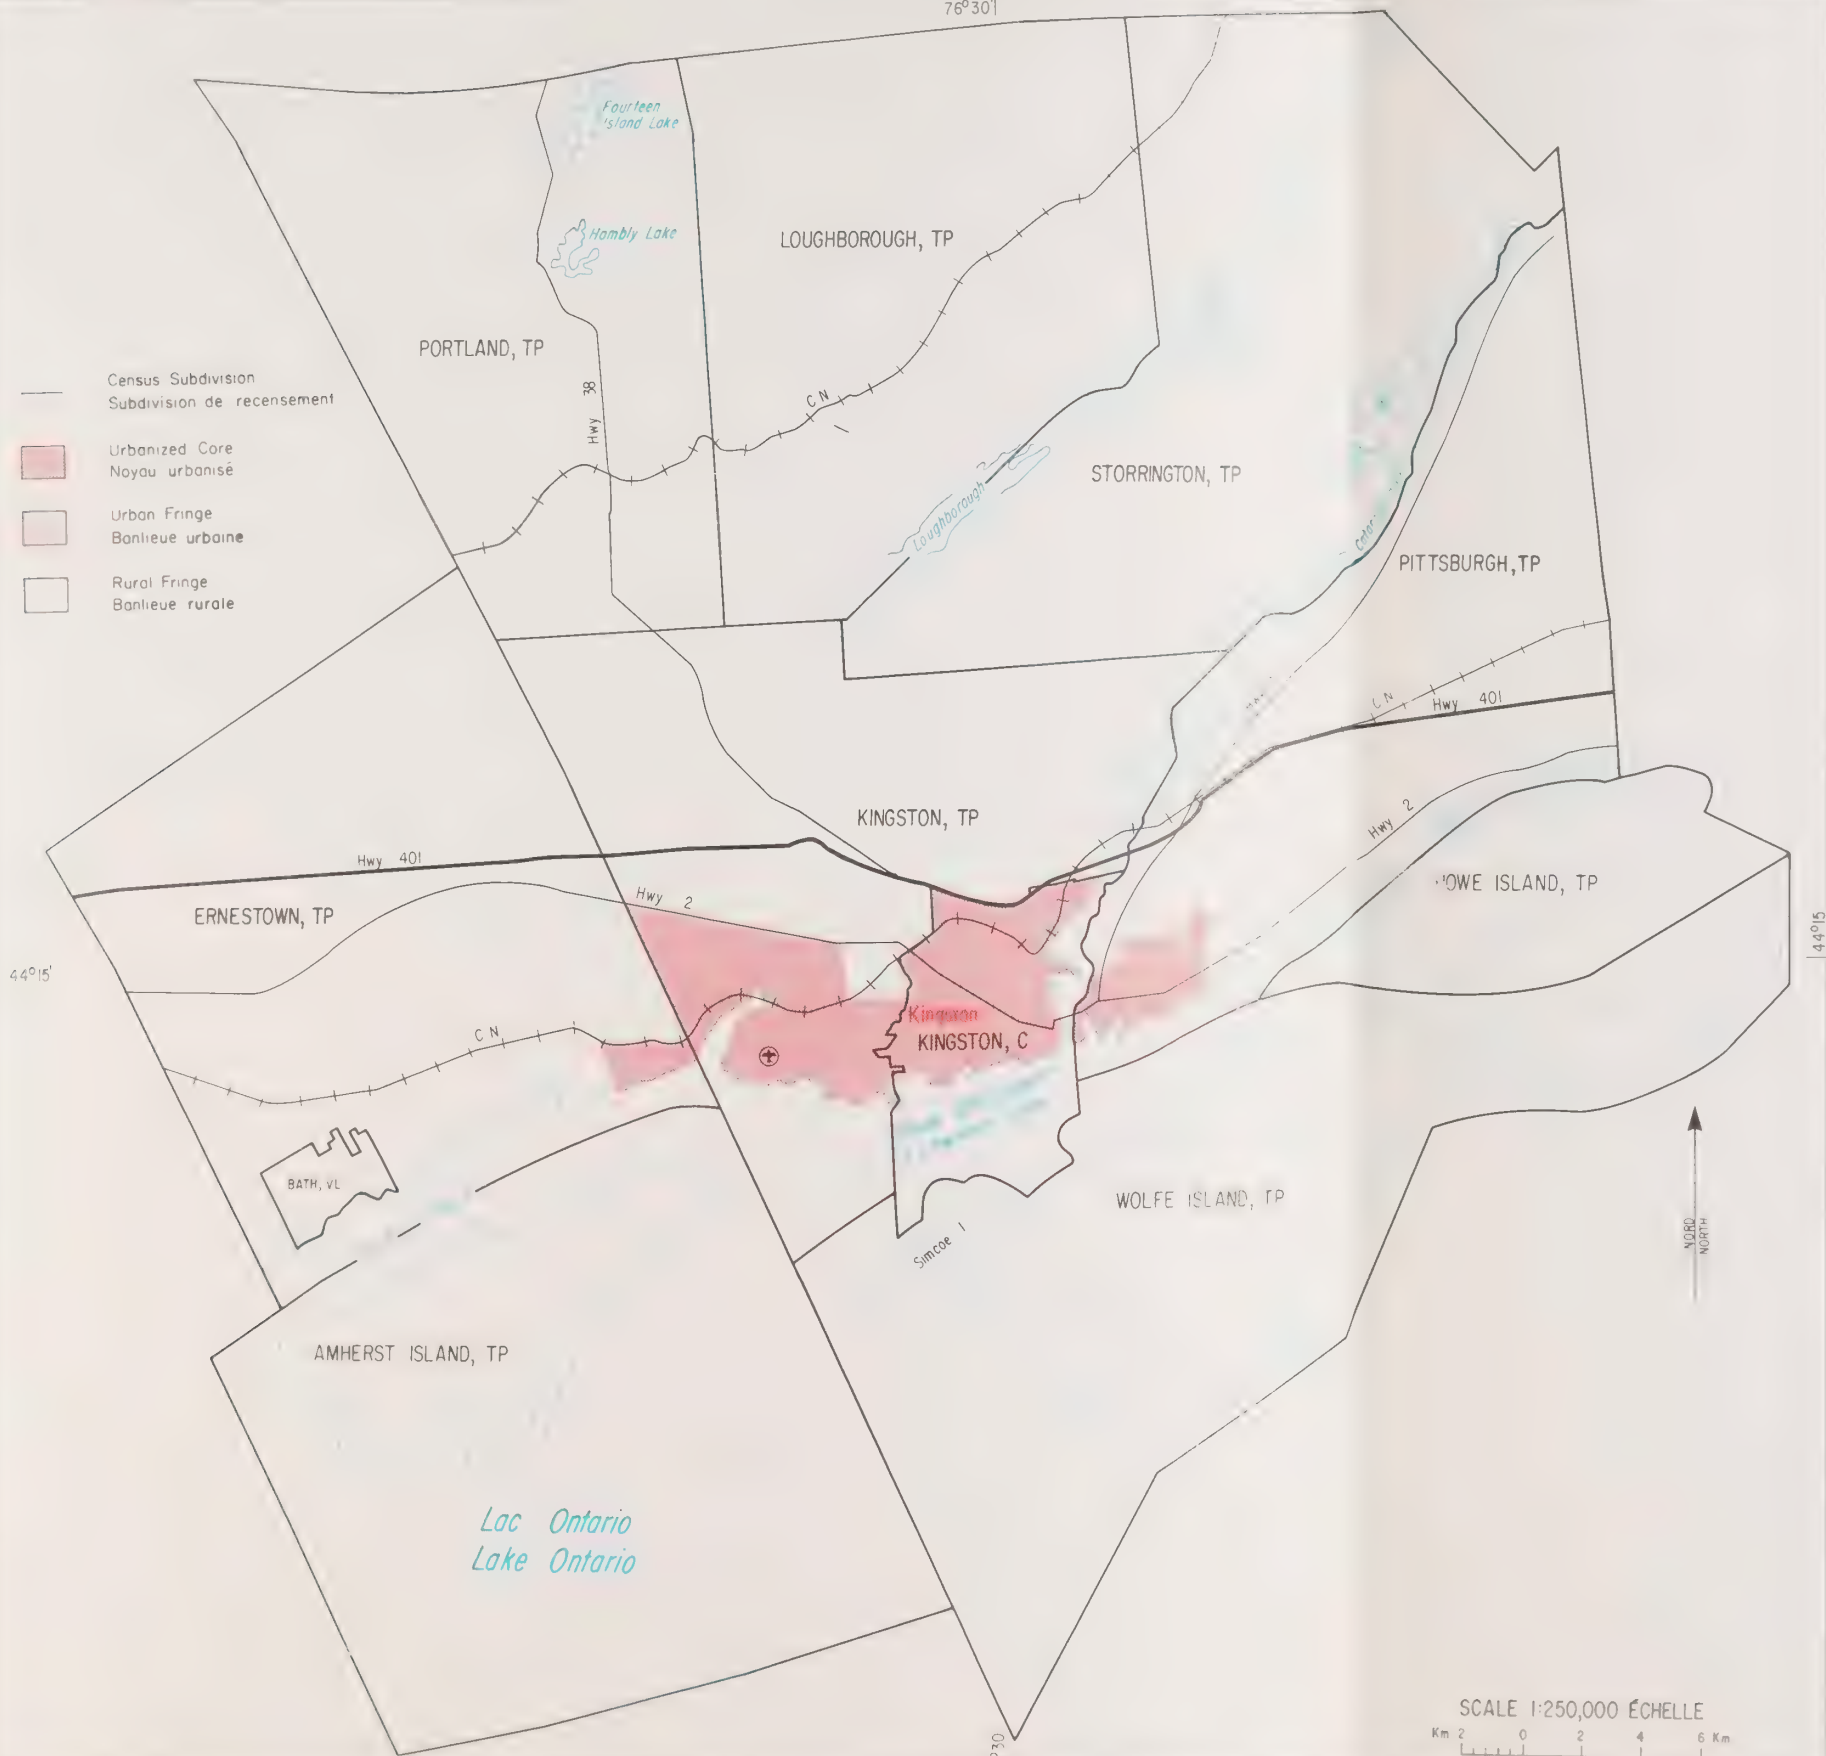 76°30'
Fourteen
Island Lake
Hambly Lake
LOUGHBOROUGH, TP
PORTLAND, TP
Hwy 38
CN
Census Subdivision
Subdivision de recensement
Urbanized Core
Noyau urbanisé
Urban Fringe
Banlieue urbaine
Rural Fringe
Banlieue rurale
STORRINGTON, TP
Loughborough
PITTSBURGH, TP
CN
Hwy 401
Hwy 2
KINGSTON, TP
Hwy 401
Hwy 2
ERNESTOWN, TP
OWE ISLAND, TP
44°15'
44°15
Kingston
KINGSTON, C
CN
BATH, VL
WOLFE ISLAND, TP
Simcoe I
NORD
NORTH
AMHERST ISLAND, TP
Lac Ontario
Lake Ontario
SCALE 1:250,000 ÉCHELLE
Km 2 0 2 4 6 Km